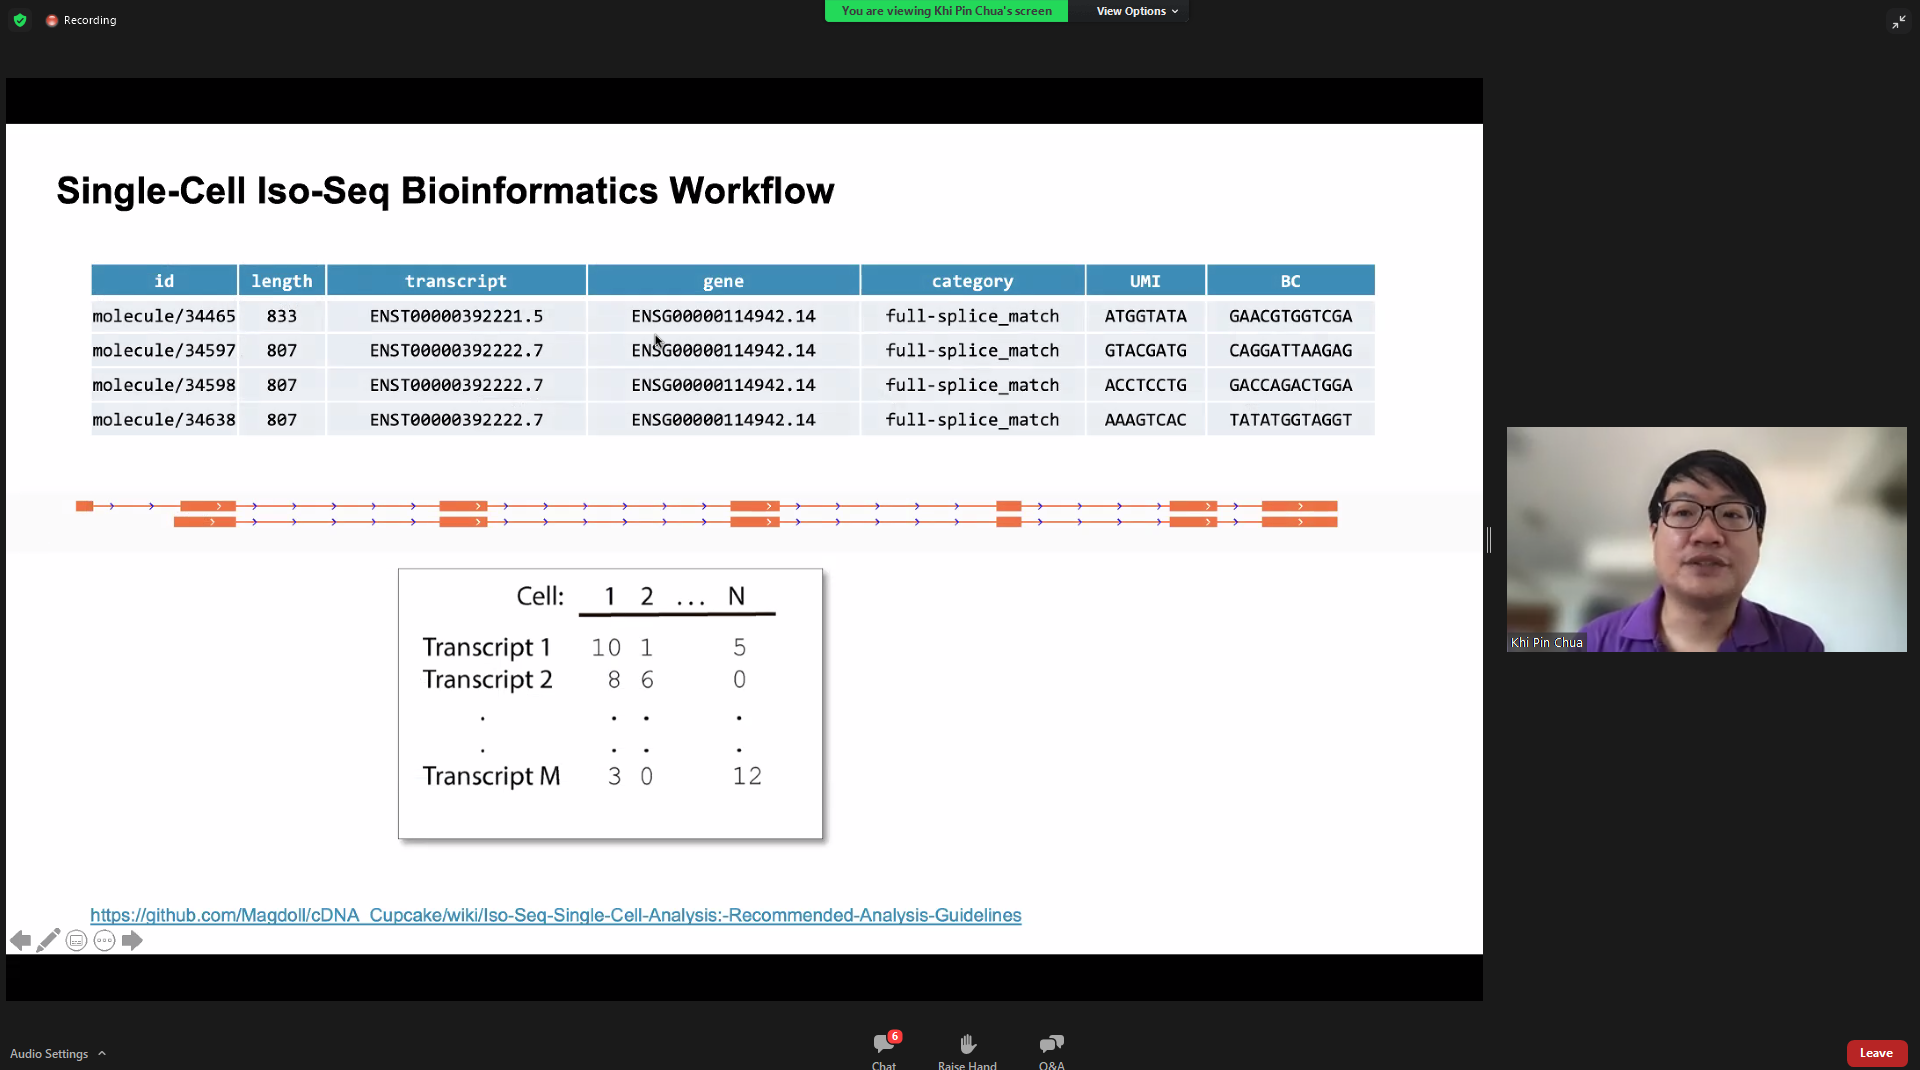 Recording
You are viewing Khi Pin Chua's screen View Options
Single-Cell Iso-Seq Bioinformatics Workflow
id length transcript gene category UMI BC
molecule/34465 833 ENST00000392221.5 ENSG00000114942.14 full-splice_match ATGGTATA GAACGTGGTCGA
molecule/34597 807 ENST00000392222.7 ENSG00000114942.14 full-splice_match GTACGATG CAGGATTAAGAG
molecule/34598 807 ENST00000392222.7 ENSG00000114942.14 full-splice_match ACCTCCTG GACCAGACTGGA
molecule/34638 807 ENST00000392222.7 ENSG00000114942.14 full-splice_match AAAGTCAC TATATGGTAGGT
Cell: 1 2 ... N
Transcript 1 10 1 5
Transcript 2 8 6 0
. . . .
. . . .
Transcript M 3 0 12
https://github.com/Magdoll/cDNA_Cupcake/wiki/Iso-Seq-Single-Cell-Analysis:-Recommended-Analysis-Guidelines
Khi Pin Chua
Audio Settings
6
Chat
Raise Hand
Q&A
Leave